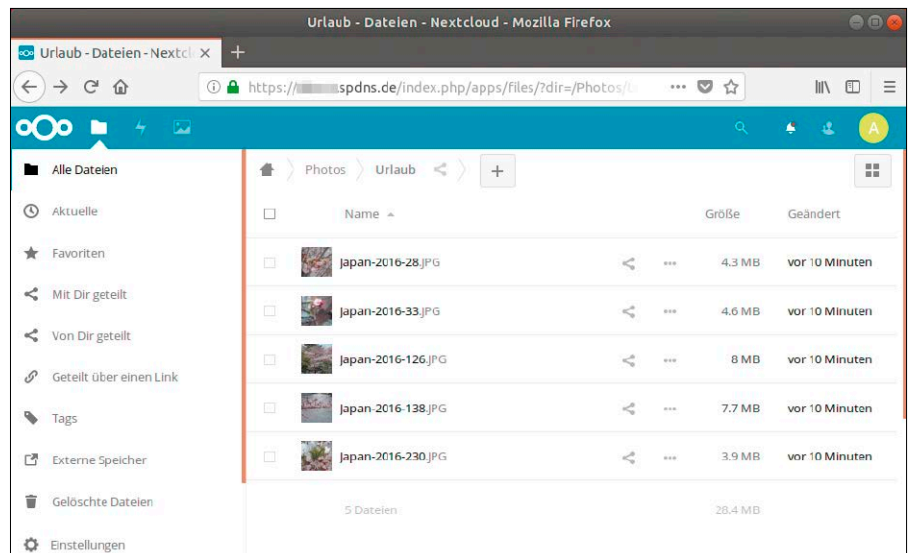 Urlaub - Dateien - Nextcloud - Mozilla Firefox
Urlaub - Dateien - Nextcl
https://
spdns.de/index.php/apps/files/?dir=/Photos/
A
Alle Dateien
Photos
Urlaub
Aktuelle
Name
Größe
Geändert
Favoriten
Japan-2016-28.JPG
4.3 MB
vor 10 Minuten
Mit Dir geteilt
Japan-2016-33.JPG
4.6 MB
vor 10 Minuten
Von Dir geteilt
Japan-2016-126.JPG
8 MB
vor 10 Minuten
Geteilt über einen Link
Japan-2016-138.JPG
7.7 MB
vor 10 Minuten
Tags
Japan-2016-230.JPG
3.9 MB
vor 10 Minuten
Externe Speicher
Gelöschte Dateien
5 Dateien
28.4 MB
Einstellungen